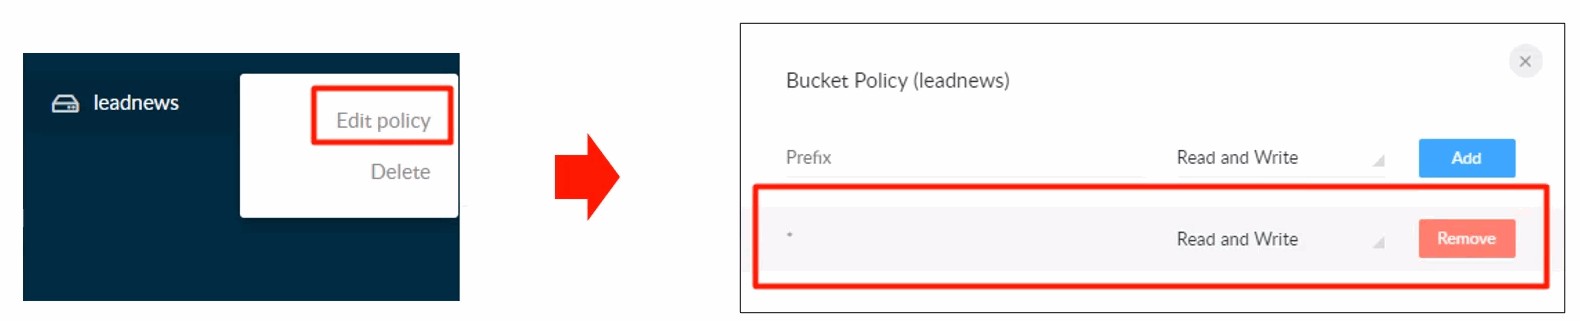 leadnews
Edit policy
Delete
Bucket Policy (leadnews)
×
Prefix
Read and Write
Add
*
Read and Write
Remove